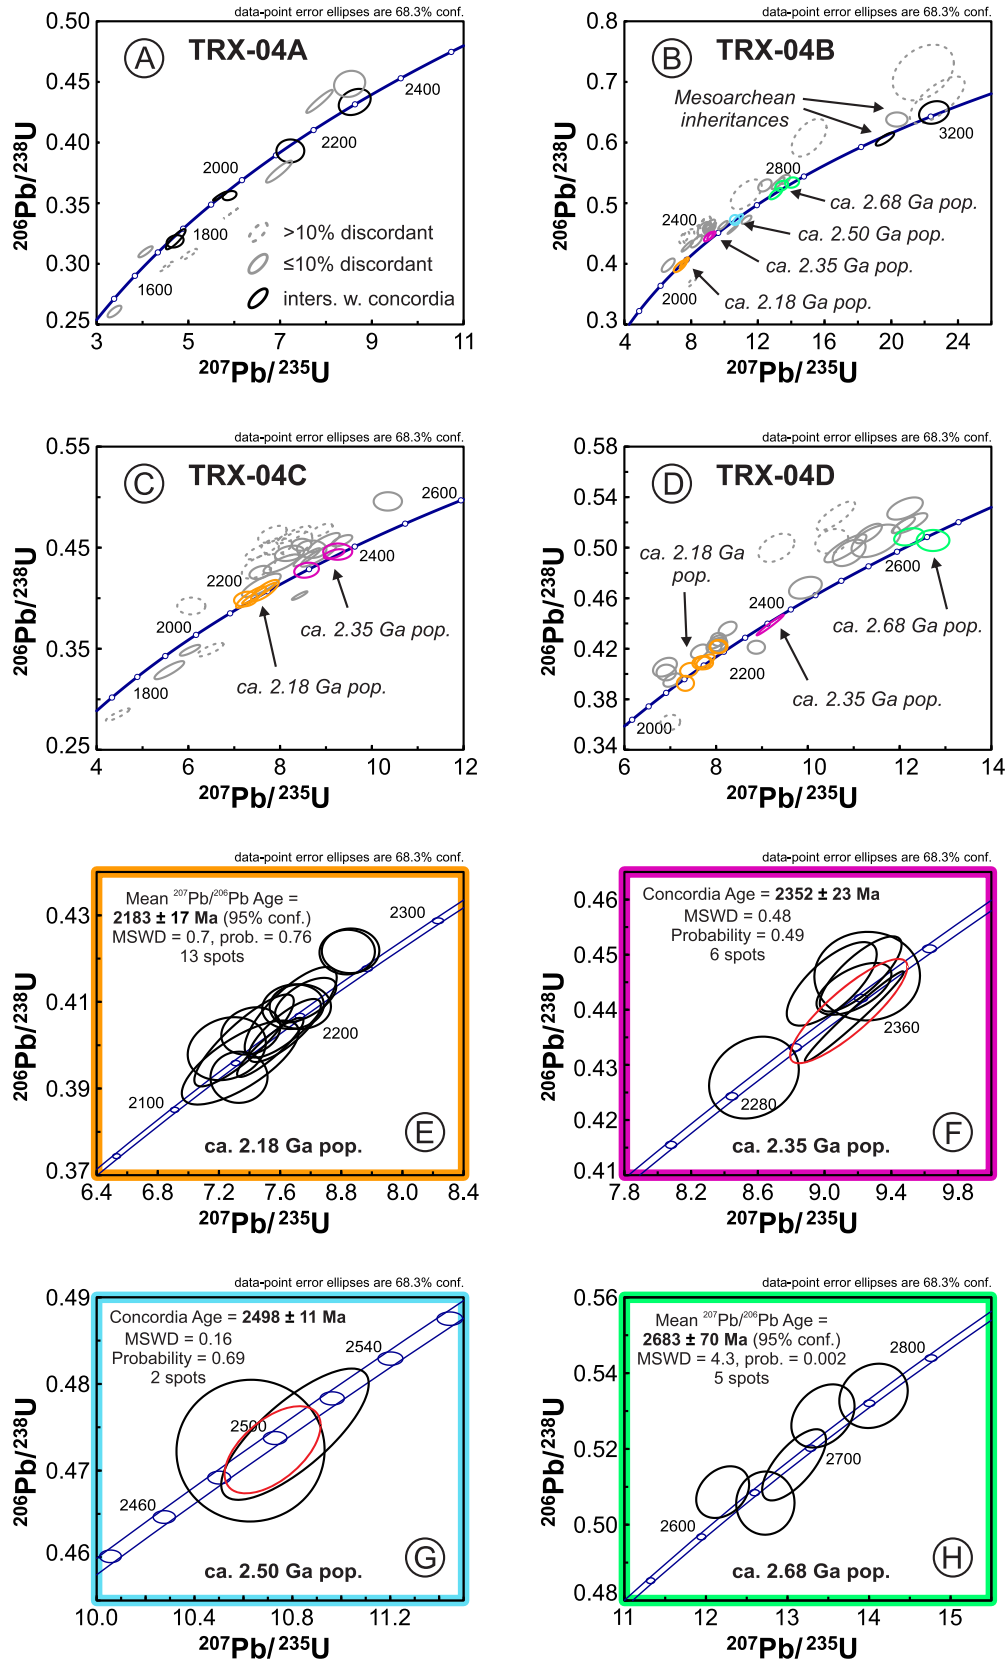 data-point error ellipses are 68.3% conf.
A TRX-04A
0.50
0.45
0.40
0.35
0.30
0.25
2400
2200
2000
1800
1600
>10% discordant
≤10% discordant
inters. w. concordia
3 5 7 9 11
206Pb/238U
207Pb/ 235U
data-point error ellipses are 68.3% conf.
B TRX-04B
0.8
0.7
0.6
0.5
0.4
0.3
Mesoarchean
inheritances
3200
2800
ca. 2.68 Ga pop.
2400
ca. 2.50 Ga pop.
ca. 2.35 Ga pop.
2000
ca. 2.18 Ga pop.
4 8 12 16 20 24
206Pb/238U
207Pb/ 235U
data-point error ellipses are 68.3% conf.
C TRX-04C
0.55
0.45
0.35
0.25
2600
2400
2200
2000
1800
ca. 2.35 Ga pop.
ca. 2.18 Ga pop.
4 6 8 10 12
206Pb/238U
207Pb/ 235U
data-point error ellipses are 68.3% conf.
D TRX-04D
0.58
0.54
0.50
0.46
0.42
0.38
0.34
ca. 2.18 Ga
pop.
2600
2400
ca. 2.68 Ga pop.
2200
ca. 2.35 Ga pop.
2000
6 8 10 12 14
206Pb/238U
207Pb/ 235U
data-point error ellipses are 68.3% conf.
Mean 207Pb/206Pb Age =
2183 ± 17 Ma (95% conf.)
MSWD = 0.7, prob. = 0.76
13 spots
0.43
0.41
0.39
0.37
2300
2200
2100
E
ca. 2.18 Ga pop.
6.4 6.8 7.2 7.6 8.8 8.0 8.4
206Pb/238U
207Pb/ 235U
data-point error ellipses are 68.3% conf.
Concordia Age = 2352 ± 23 Ma
MSWD = 0.48
Probability = 0.49
6 spots
0.46
0.45
0.44
0.43
0.42
0.41
2360
2280
F
ca. 2.35 Ga pop.
7.8 8.2 8.6 9.0 9.4 9.8
206Pb/238U
207Pb/ 235U
data-point error ellipses are 68.3% conf.
Concordia Age = 2498 ± 11 Ma
MSWD = 0.16
Probability = 0.69
2 spots
0.49
0.48
0.47
0.46
2540
2500
2460
G
ca. 2.50 Ga pop.
10.0 10.4 10.8 11.2
206Pb/238U
207Pb/ 235U
data-point error ellipses are 68.3% conf.
Mean 207Pb/206Pb Age =
2683 ± 70 Ma (95% conf.)
MSWD = 4.3, prob. = 0.002
5 spots
0.56
0.54
0.52
0.50
0.48
2800
2700
2600
H
ca. 2.68 Ga pop.
11 12 13 14 15
206Pb/238U
207Pb/ 235U